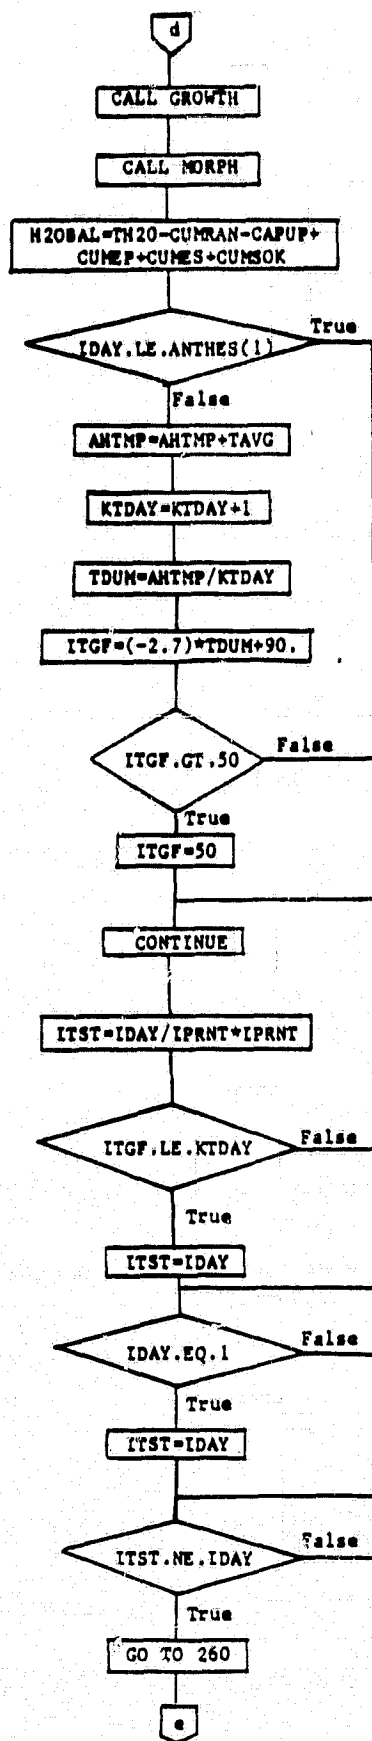 d
CALL GROWTH
CALL MORPH
H2OBAL=TH2O-CUMRAN-CAPUP+
CUMEP+CUMES+CUMSOK
IDAY.LE.ANTHES(1)
True
False
AHTMP=AHTMP+TAVG
KTDAY=KTDAY+1
TDUM=AHTMP/KTDAY
ITGF=(-2.7)*TDUM+90.
ITGF.GT.50
False
True
ITGF=50
CONTINUE
ITST=IDAY/IPRNT*IPRNT
ITGF.LE.KTDAY
False
True
ITST=IDAY
IDAY.EQ.1
False
True
ITST=IDAY
ITST.NE.IDAY
False
True
GO TO 260
e